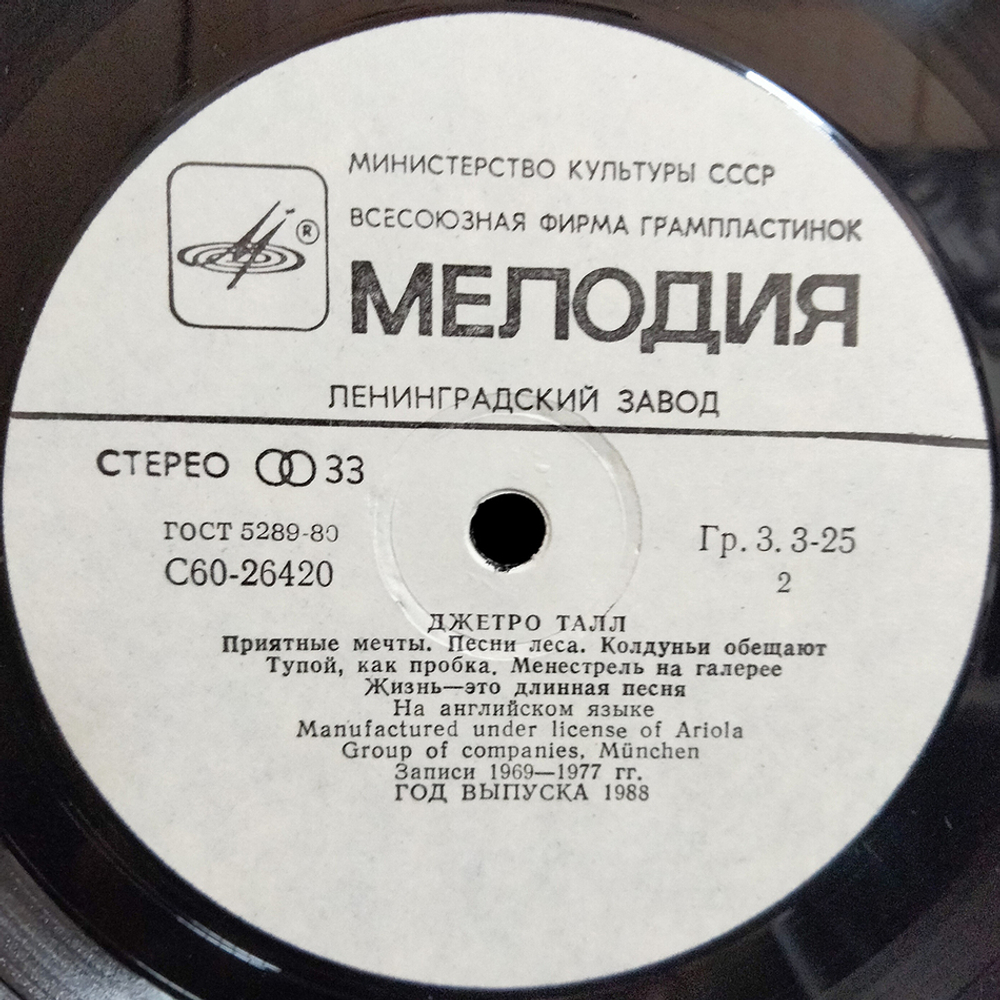 МИНИСТЕРСТВО КУЛЬТУРЫ СССР
ВСЕСОЮЗНАЯ ФИРМА ГРАМПЛАСТИНОК
®
МЕЛОДИЯ
ЛЕНИНГРАДСКИЙ ЗАВОД
СТЕРЕО 33
ГОСТ 5289-80
С60-26420
Гр. 3. 3-25
2
ДЖЕТРО ТАЛЛ
Приятные мечты. Песни леса. Колдуньи обещают
Тупой, как пробка. Менестрель на галерее
Жизнь—это длинная песня
На английском языке
Manufactured under license of Ariola
Group of companies, München
Записи 1969—1977 гг.
ГОД ВЫПУСКА 1988